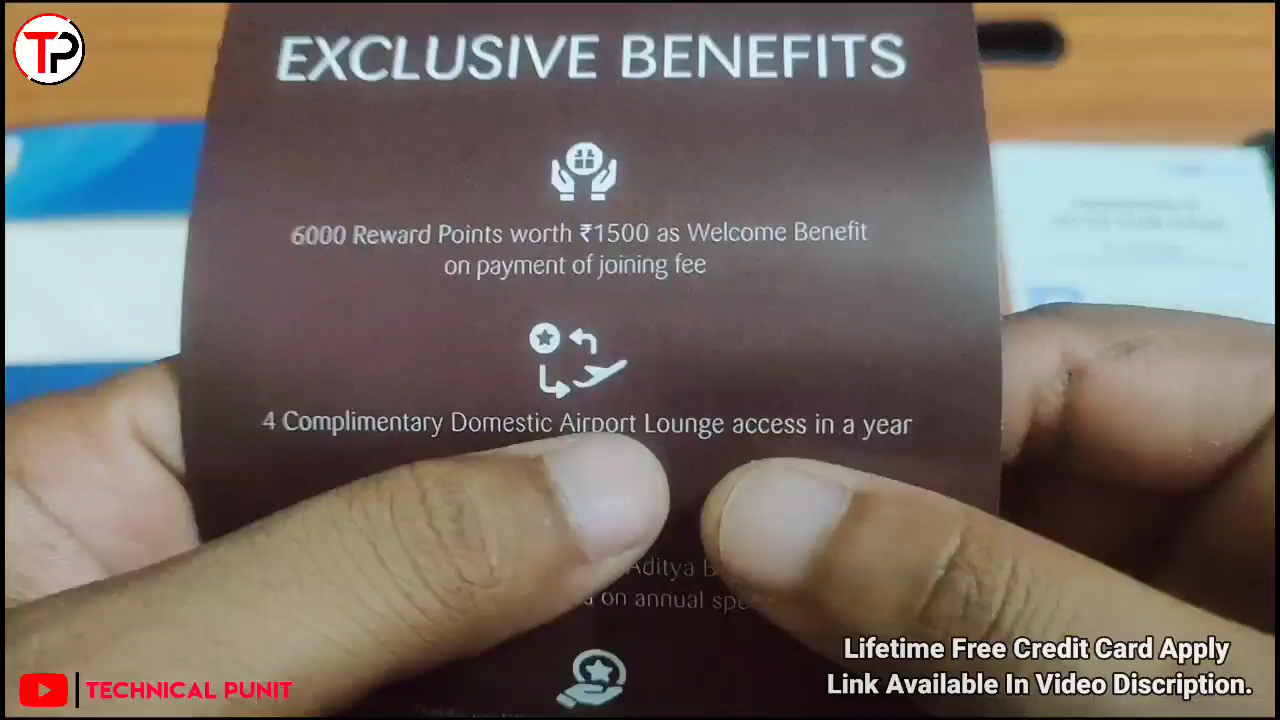 TP
EXCLUSIVE BENEFITS
6000 Reward Points worth ₹1500 as Welcome Benefit
on payment of joining fee
4 Complimentary Domestic Airport Lounge access in a year
Aditya
on annual
Lifetime Free Credit Card Apply
Link Available In Video Discription.
TECHNICAL PUNIT